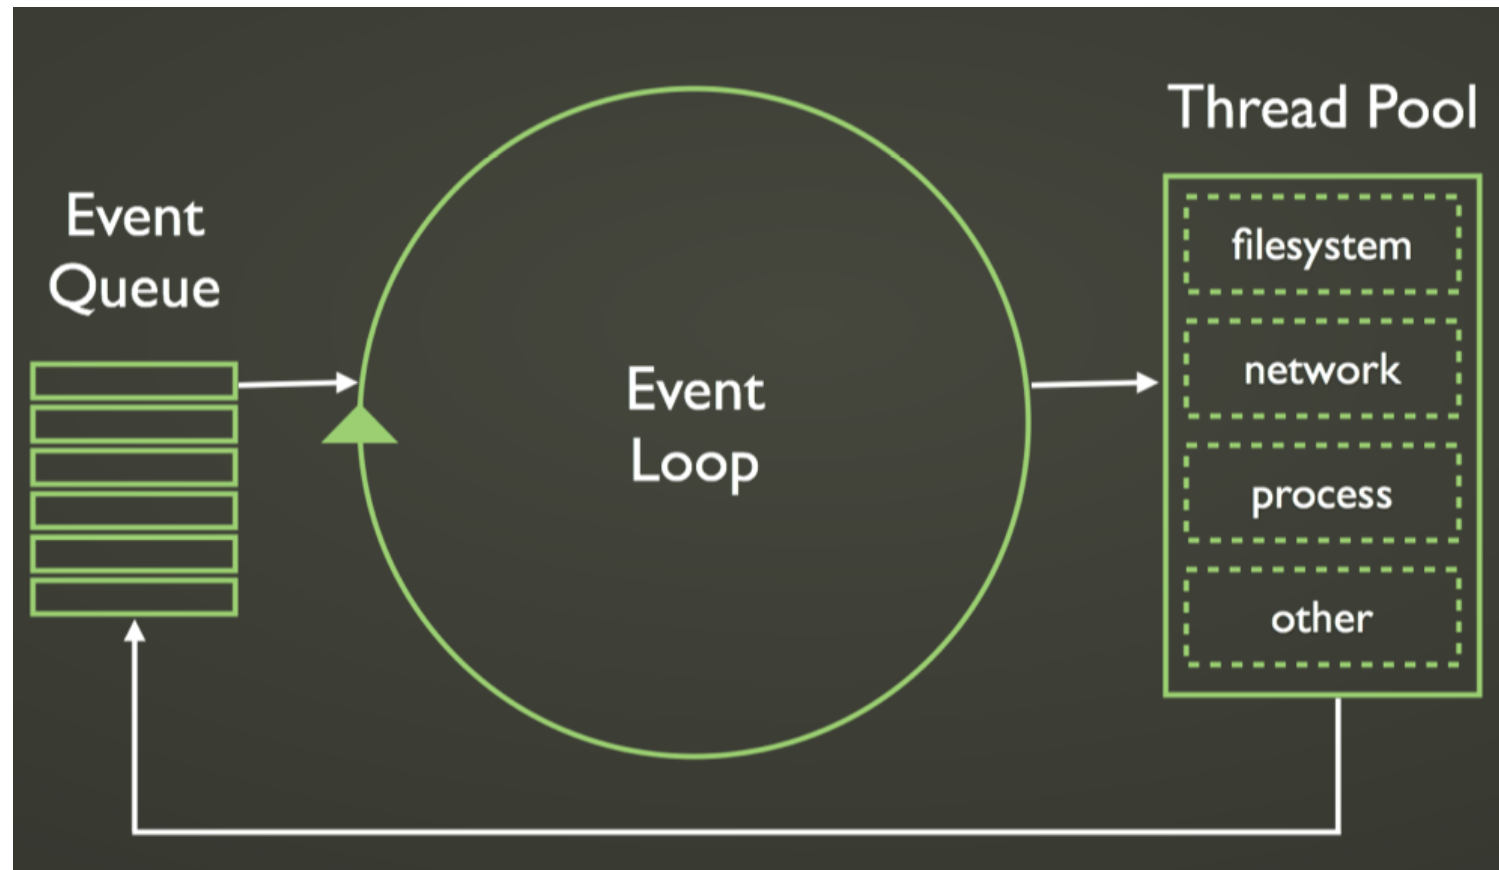 Event
Queue
Event
Loop
Thread Pool
filesystem
network
process
other